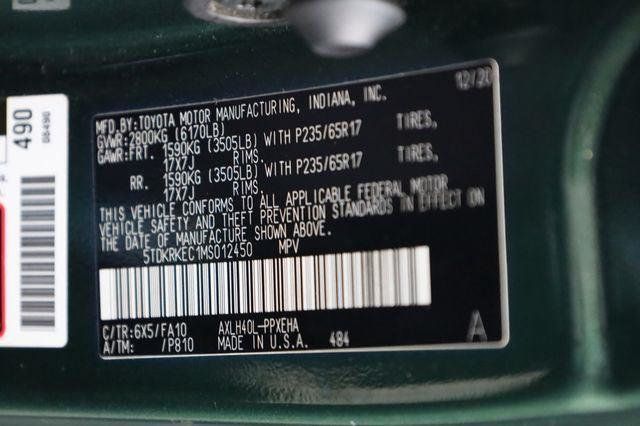 490
06490
12/20
MFD.BY:TOYOTA MOTOR MANUFACTURING, INDIANA, INC.
GVWR:2800KG (6170LB)
GAWR:FRT. 1590KG (3505LB) WITH P235/65R17 TIRES,
17X7J RIMS.
RR. 1590KG (3505LB) WITH P235/65R17 TIRES,
17X7J RIMS.
THIS VEHICLE CONFORMS TO ALL APPLICABLE FEDERAL MOTOR
VEHICLE SAFETY AND THEFT PREVENTION STANDARDS IN EFFECT ON
THE DATE OF MANUFACTURE SHOWN ABOVE.
5TDKRKEC1MS012450 MPV
C/TR:6X5/FA10 AXLH40L-PPXEHA
A/TM: /P810 MADE IN U.S.A. 484
A